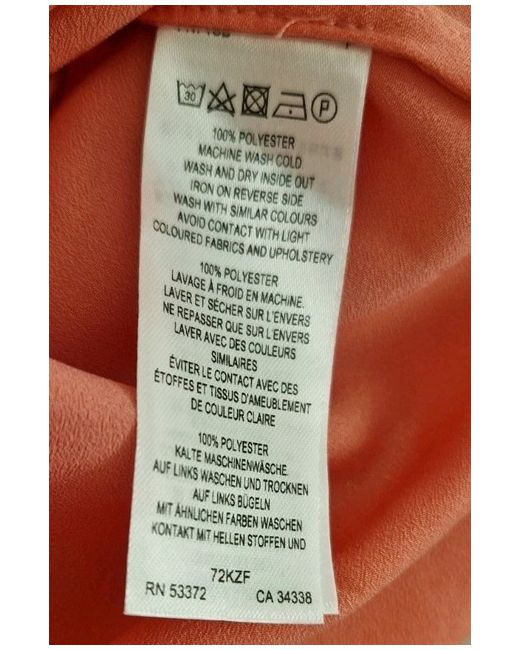 30
P
100% POLYESTER
MACHINE WASH COLD.
WASH AND DRY INSIDE OUT
IRON ON REVERSE SIDE
WASH WITH SIMILAR COLOURS
AVOID CONTACT WITH LIGHT
COLOURED FABRICS AND UPHOLSTERY
100% POLYESTER
LAVAGE À FROID EN MACHINE.
LAVER ET SÉCHER SUR L'ENVERS
NE REPASSER QUE SUR L'ENVERS
LAVER AVEC DES COULEURS
SIMILAIRES
ÉVITER LE CONTACT AVEC DES
ÉTOFFES ET TISSUS D'AMEUBLEMENT
DE COULEUR CLAIRE
100% POLYESTER
KALTE MASCHINENWÄSCHE.
AUF LINKS WASCHEN UND TROCKNEN
AUF LINKS BÜGELN
MIT ÄHNLICHEN FARBEN WASCHEN
KONTAKT MIT HELLEN STOFFEN UND
72KZF
RN 53372 CA 34338